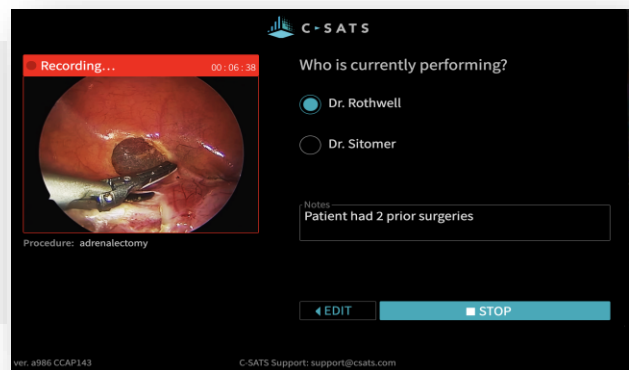 C-SATS
Recording...
00:06:38
Who is currently performing?
Dr. Rothwell
Dr. Sitomer
Notes
Patient had 2 prior surgeries
Procedure: adrenalectomy
EDIT
STOP
ver. a986 CCAP143
C-SATS Support: support@csats.com